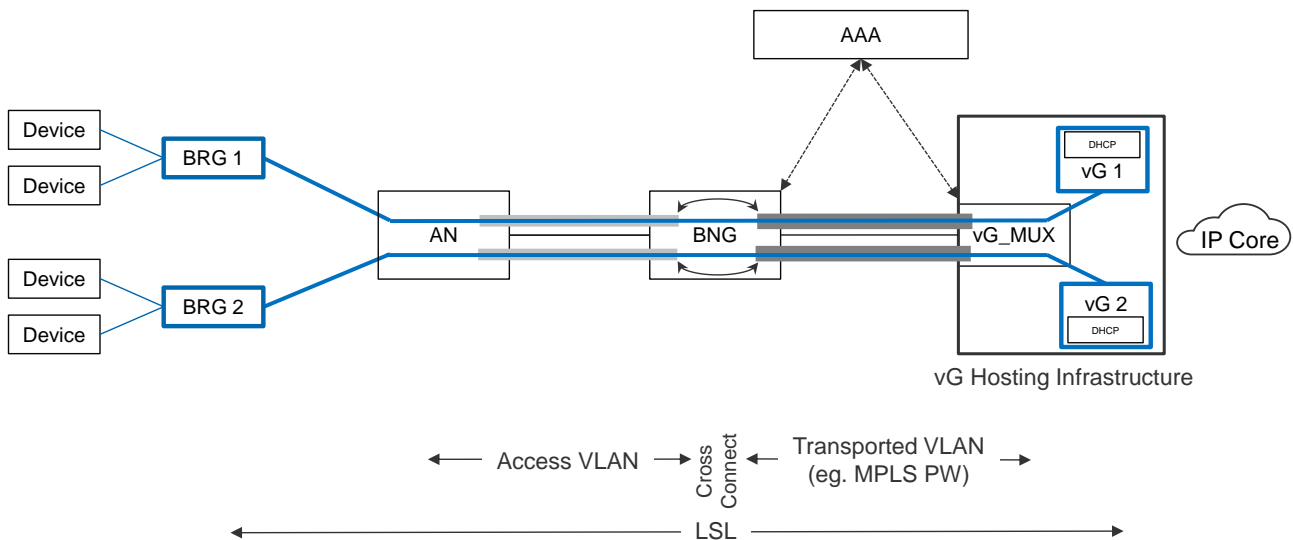 AAA
Device
Device
BRG 1
DHCP
vG 1
AN
BNG
vG_MUX
IP Core
Device
Device
BRG 2
vG 2
DHCP
vG Hosting Infrastructure
Access VLAN
Cross
Connect
Transported VLAN
(eg. MPLS PW)
LSL